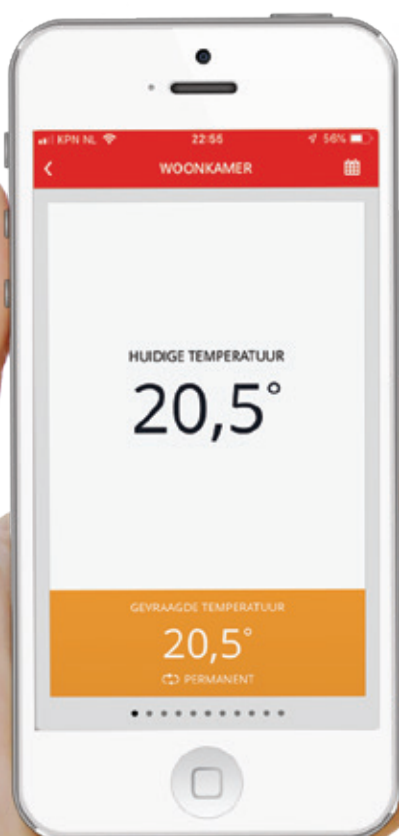 KPN NL 22:55 56%
WOONKAMER
HUIDIGE TEMPERATUUR
20,5°
GEVRAAGDE TEMPERATUUR
20,5°
PERMANENT